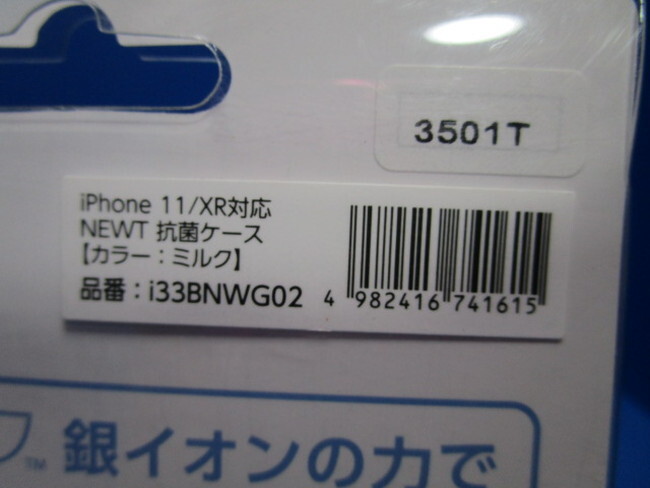 3501T
iPhone 11/XR対応
NEWT 抗菌ケース
【カラー：ミルク】
品番：i33BNWG02
4 982416 741615
TM
銀イオンの力で